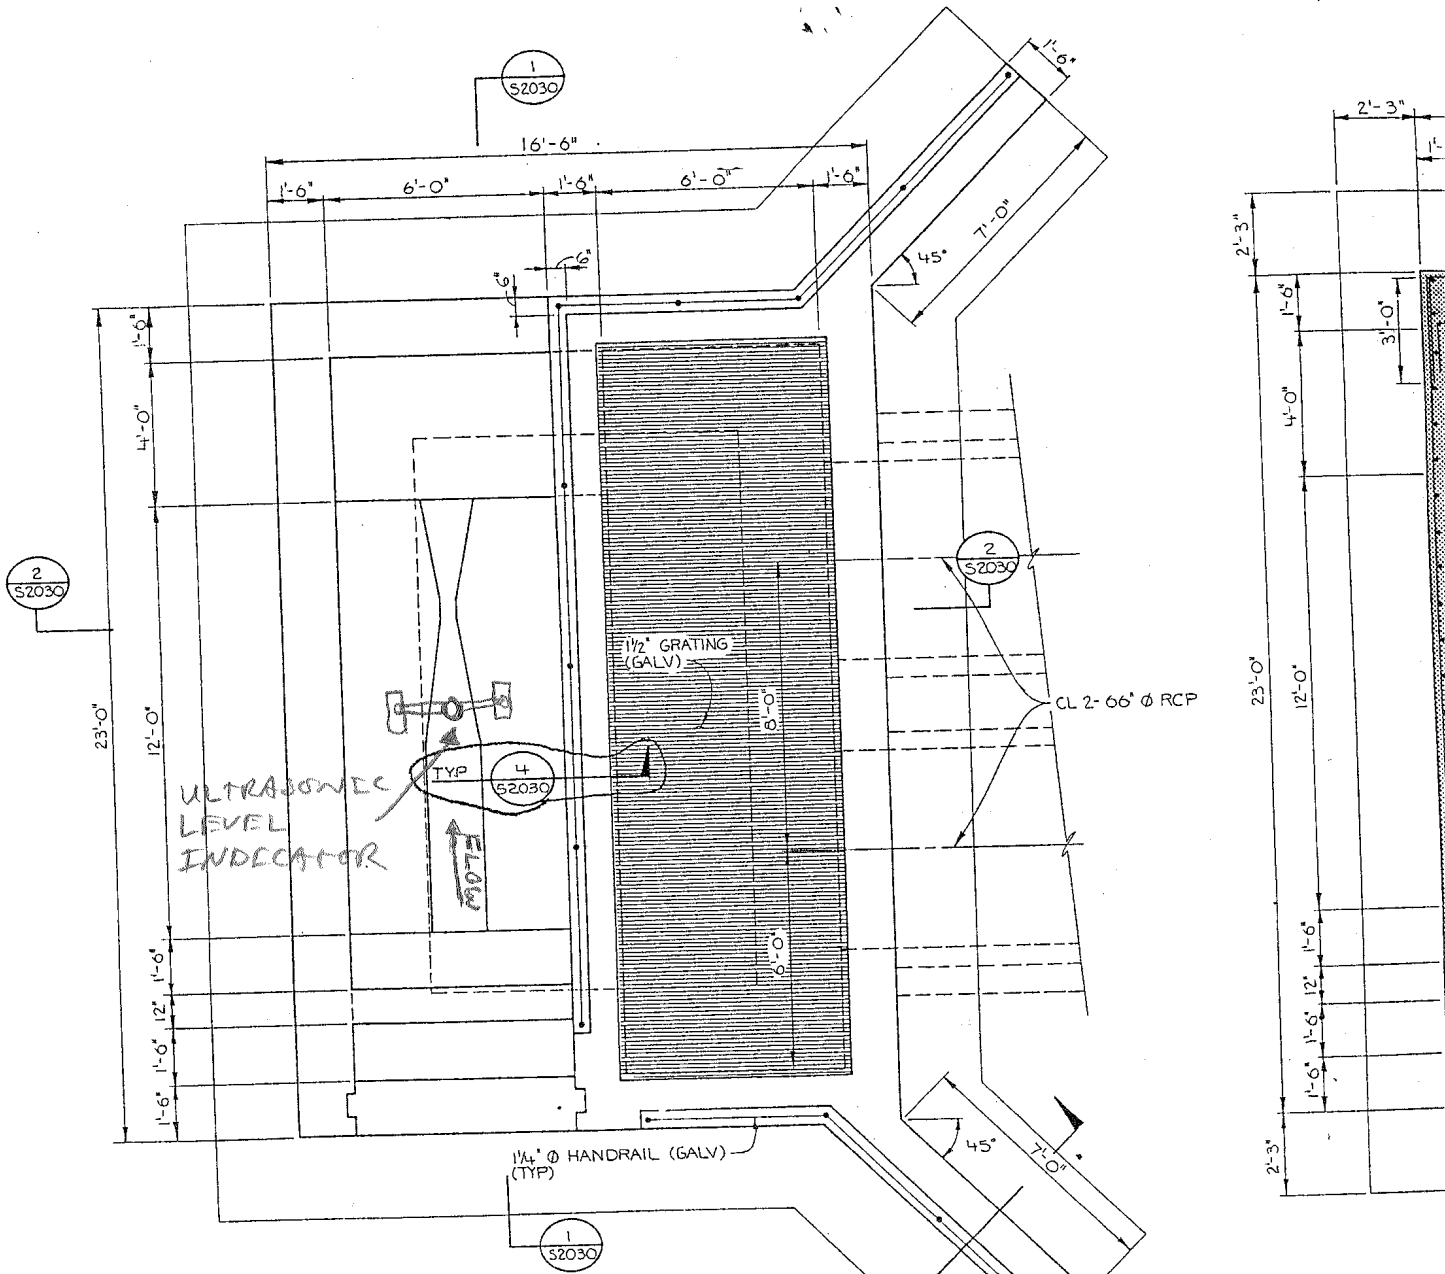 1
S2030
1'-6"
2'-3"
16'-6"
1'-6"
6'-0"
1'-6"
6'-0"
1'-6"
7'-0"
45°
6"
6"
2'-3"
1'-6"
3'-0"
1'-6"
4'-0"
4'-0"
2
S2030
2
S2030
1 1/2" GRATING
(GALV)
8'-0"
CL 2-66" Ø RCP
23'-0"
12'-0"
23'-0"
12'-0"
TYP
4
S2030
ULTRASONIC
LEVEL
INDICATOR
FLOW
6'-0"
1'-6"
12"
1'-6"
1'-6"
1'-6"
12"
1'-6"
1'-6"
2'-3"
1 1/4" Ø HANDRAIL (GALV)
(TYP)
45°
7'-0"
1
S2030